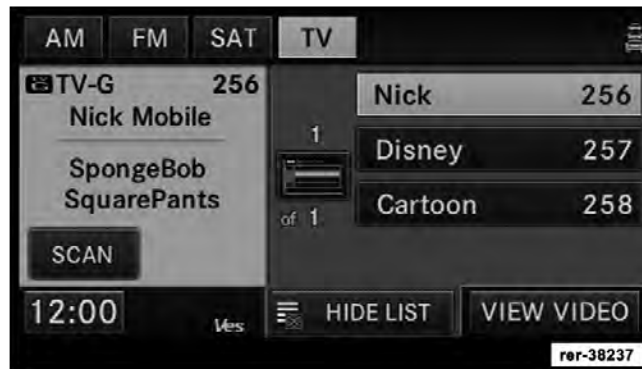 AM FM SAT TV
TV-G 256
Nick Mobile
SpongeBob
SquarePants
SCAN
12:00
Ves
1
of 1
Nick 256
Disney 257
Cartoon 258
HIDE LIST VIEW VIDEO
rer-38237